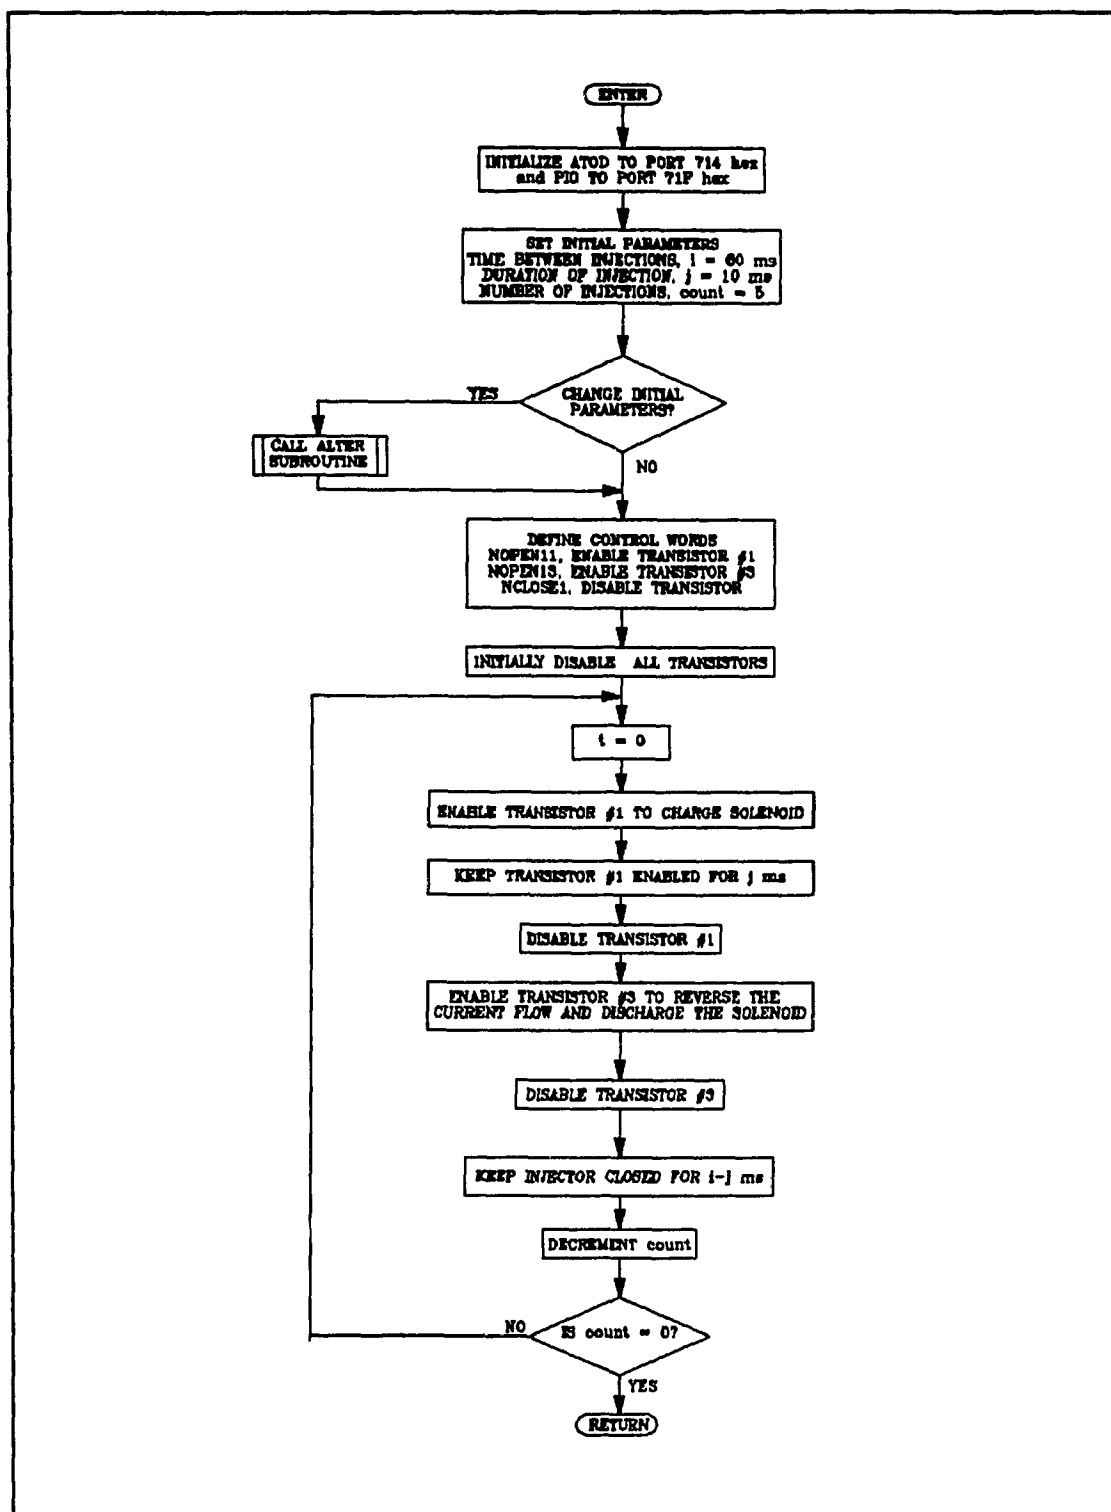 ENTER
INITIALIZE ATOD TO PORT 714 hex
and PIO TO PORT 71F hex
SET INITIAL PARAMETERS
TIME BETWEEN INJECTIONS, i = 60 ms
DURATION OF INJECTION, j = 10 ms
NUMBER OF INJECTIONS, count = 5
YES
CHANGE INITIAL
PARAMETERS?
CALL ALTER
SUBROUTINE
NO
DEFINE CONTROL WORDS
NOPEN11, ENABLE TRANSISTOR #1
NOPEN13, ENABLE TRANSISTOR #3
NCLOSE1, DISABLE TRANSISTOR
INITIALLY DISABLE ALL TRANSISTORS
t = 0
ENABLE TRANSISTOR #1 TO CHARGE SOLENOID
KEEP TRANSISTOR #1 ENABLED FOR j ms
DISABLE TRANSISTOR #1
ENABLE TRANSISTOR #3 TO REVERSE THE
CURRENT FLOW AND DISCHARGE THE SOLENOID
DISABLE TRANSISTOR #3
KEEP INJECTOR CLOSED FOR i-j ms
DECREMENT count
NO
IS count = 0?
YES
RETURN